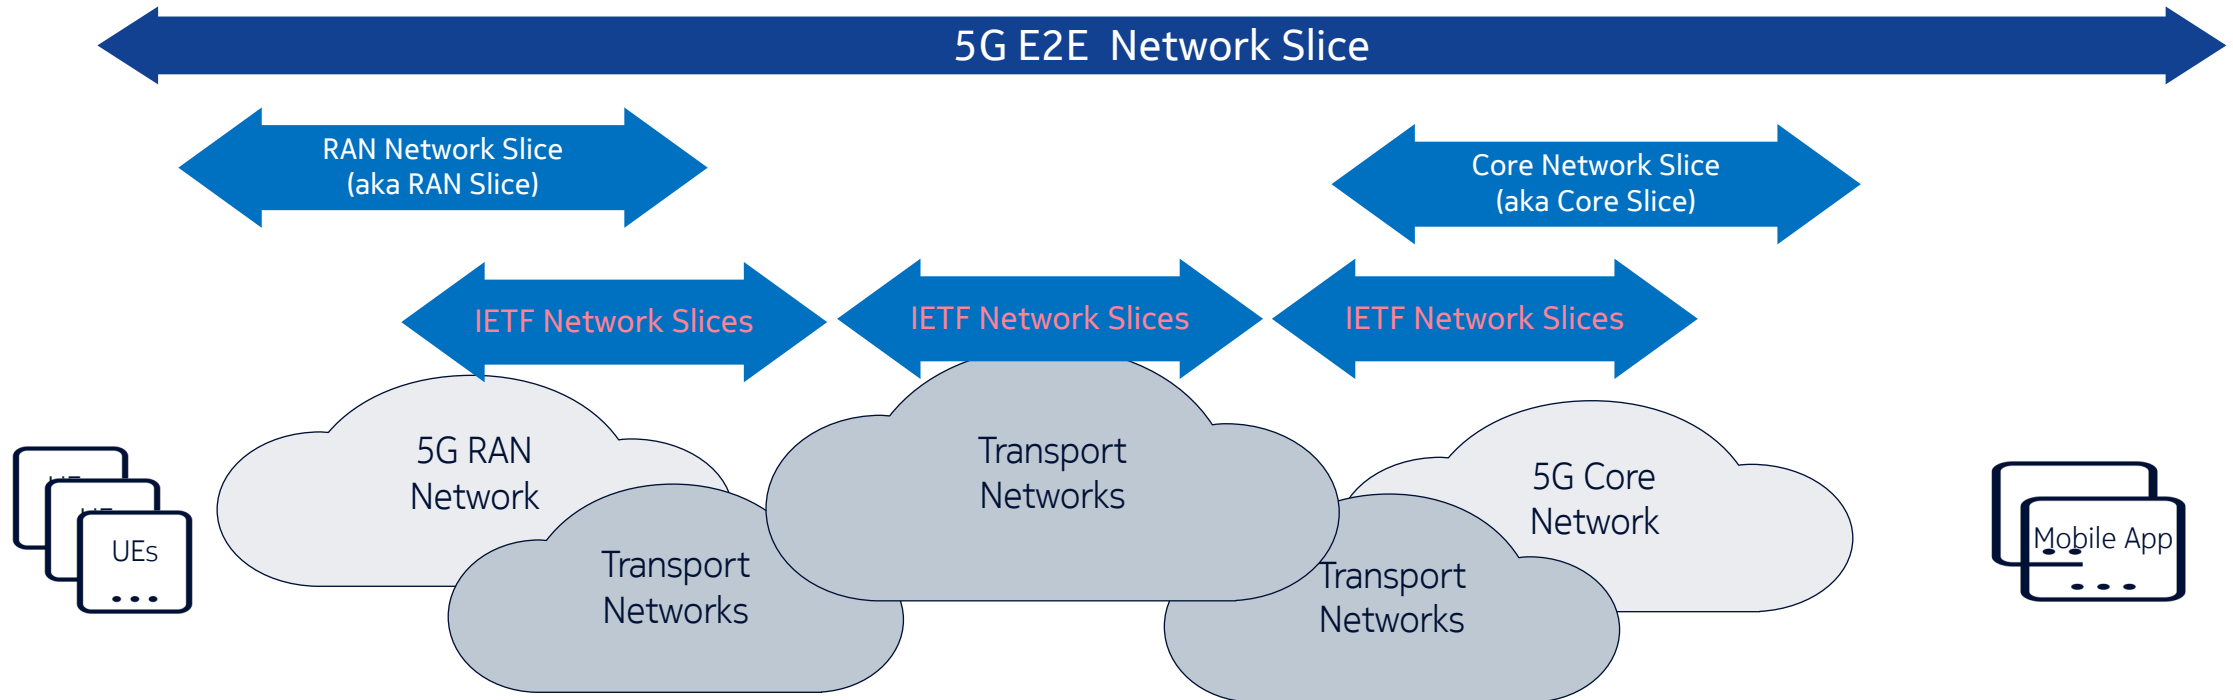 5G E2E  Network Slice
RAN Network Slice
(aka RAN Slice)
Core Network Slice
(aka Core Slice)
IETF Network Slices
IETF Network Slices
IETF Network Slices
5G RAN
Network
Transport
Networks
Transport
Networks
Transport
Networks
5G Core
Network
UEs
Mobile App